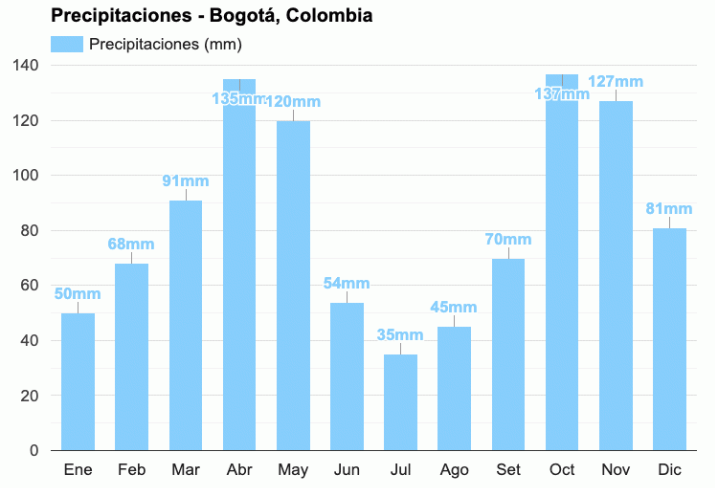 Precipitaciones - Bogotá, Colombia
Precipitaciones (mm)
140
120
100
80
60
40
20
0
50mm
68mm
91mm
135mm
120mm
54mm
35mm
45mm
70mm
137mm
127mm
81mm
Ene Feb Mar Abr May Jun Jul Ago Set Oct Nov Dic